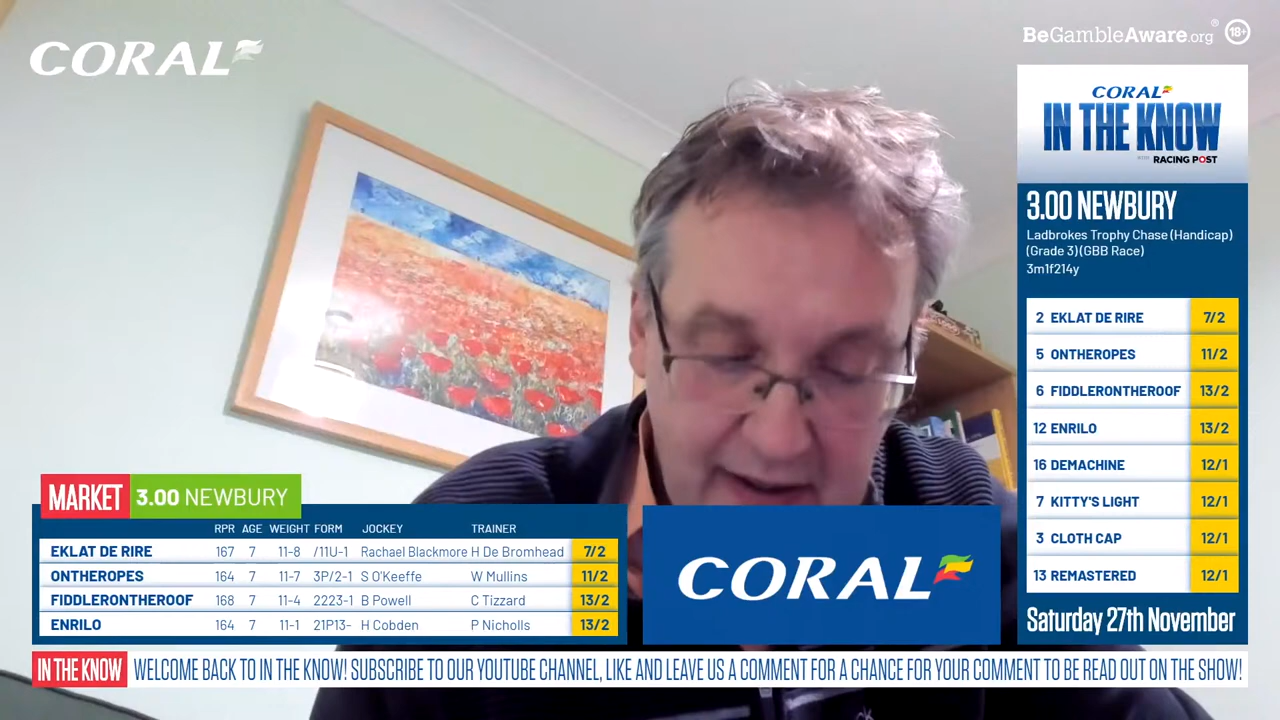 CORAL
BeGambleAware.org® 18+
CORAL
IN THE KNOW
WITH RACING POST
3.00 NEWBURY
Ladbrokes Trophy Chase (Handicap)
(Grade 3)(GBB Race)
3m1f214y
2 EKLAT DE RIRE 7/2
5 ONTHEROPES 11/2
6 FIDDLERONTHEROOF 13/2
12 ENRILO 13/2
16 DEMACHINE 12/1
7 KITTY'S LIGHT 12/1
3 CLOTH CAP 12/1
13 REMASTERED 12/1
Saturday 27th November
MARKET 3.00 NEWBURY
RPR AGE WEIGHT FORM JOCKEY TRAINER
EKLAT DE RIRE 167 7 11-8 /11U-1 Rachael Blackmore H De Bromhead 7/2
ONTHEROPES 164 7 11-7 3P/2-1 S O'Keeffe W Mullins 11/2
FIDDLERONTHEROOF 168 7 11-4 2223-1 B Powell C Tizzard 13/2
ENRILO 164 7 11-1 21P13- H Cobden P Nicholls 13/2
CORAL
IN THE KNOW WELCOME BACK TO IN THE KNOW! SUBSCRIBE TO OUR YOUTUBE CHANNEL, LIKE AND LEAVE US A COMMENT FOR A CHANCE FOR YOUR COMMENT TO BE READ OUT ON THE SHOW!